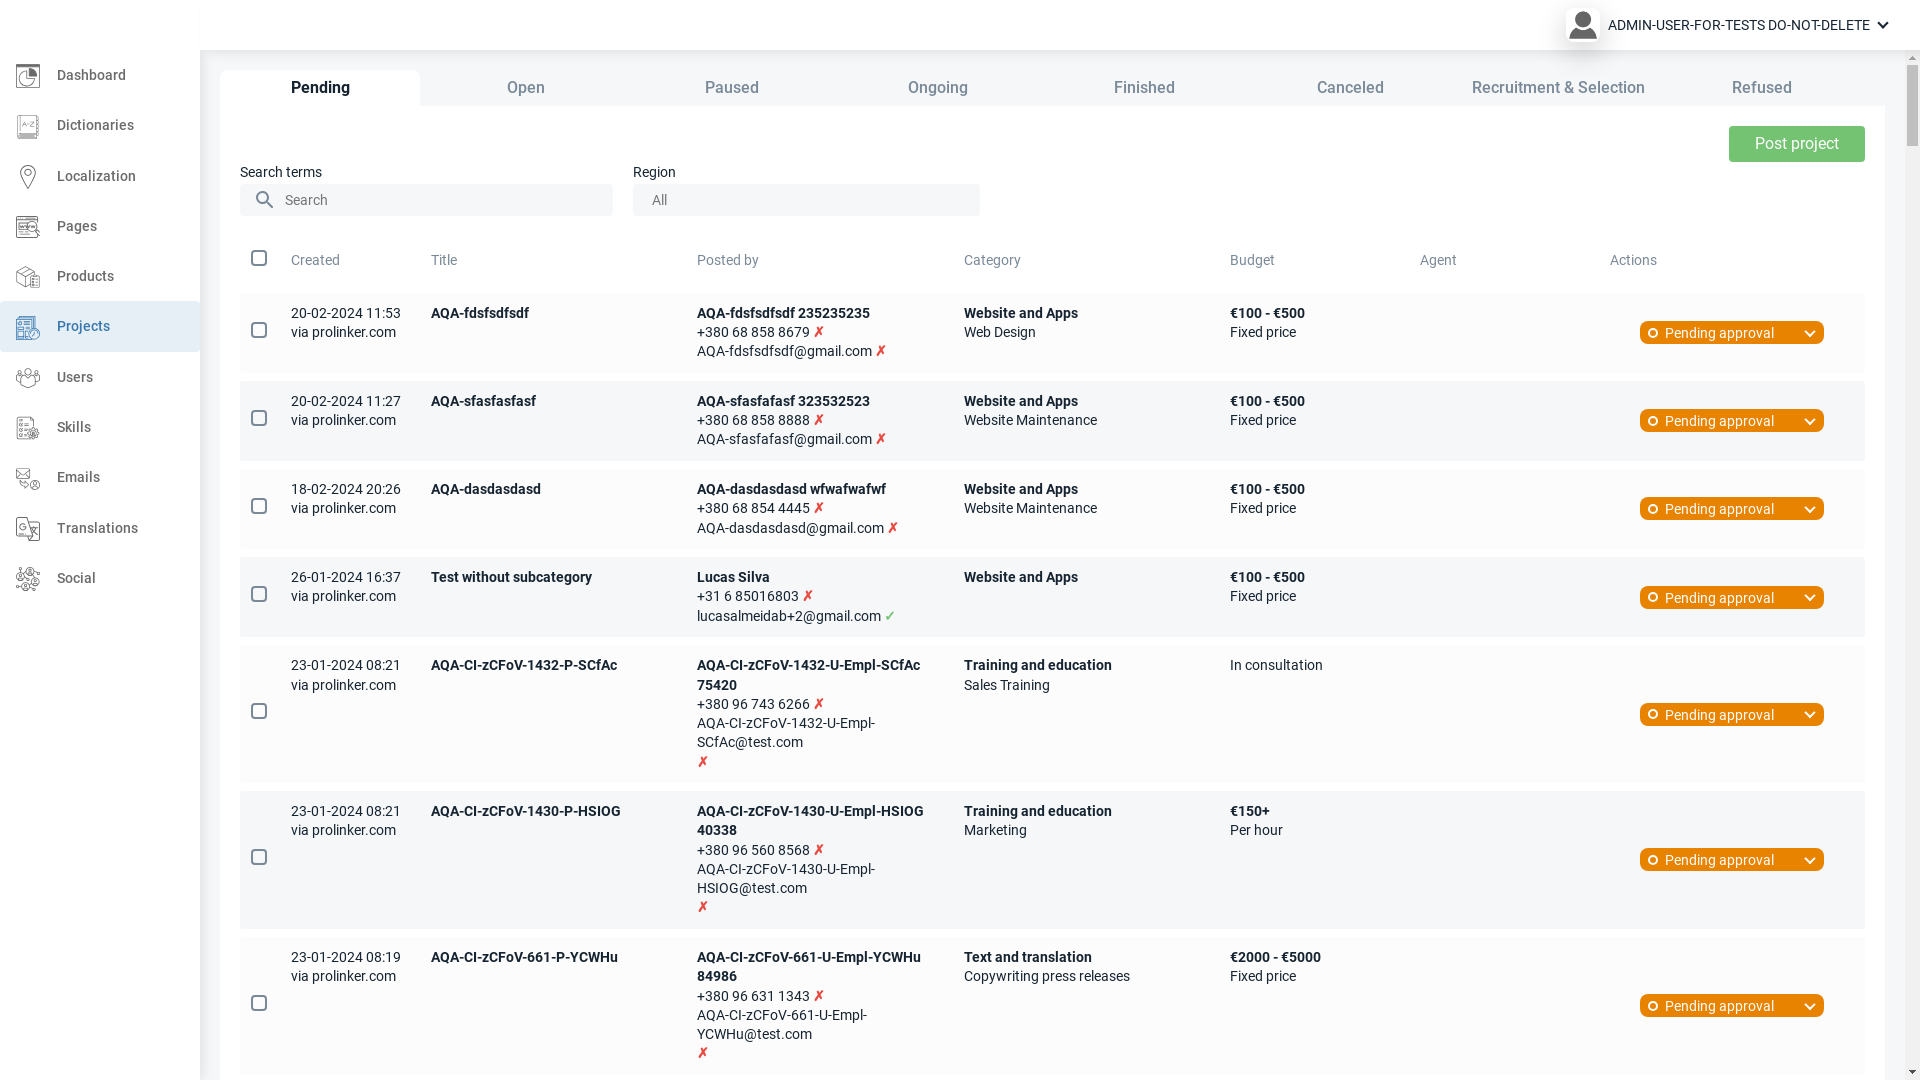 ADMIN-USER-FOR-TESTS DO-NOT-DELETE
Dashboard
Dictionaries
Localization
Pages
Products
Projects
Users
Skills
Emails
Translations
Social
Pending Open Paused Ongoing Finished Canceled Recruitment & Selection Refused
Post project
Search terms Region
Search All
Created Title Posted by Category Budget Agent Actions
20-02-2024 11:53 AQA-fdsfsdfsdf AQA-fdsfsdfsdf 235235235 Website and Apps €100 - €500
via prolinker.com +380 68 858 8679 ✗ Web Design Fixed price Pending approval
AQA-fdsfsdfsdf@gmail.com ✗
20-02-2024 11:27 AQA-sfasfasfasf AQA-sfasfafasf 323532523 Website and Apps €100 - €500
via prolinker.com +380 68 858 8888 ✗ Website Maintenance Fixed price Pending approval
AQA-sfasfafasf@gmail.com ✗
18-02-2024 20:26 AQA-dasdasdasd AQA-dasdasdasd wfwafwafwf Website and Apps €100 - €500
via prolinker.com +380 68 854 4445 ✗ Website Maintenance Fixed price Pending approval
AQA-dasdasdasd@gmail.com ✗
26-01-2024 16:37 Test without subcategory Lucas Silva Website and Apps €100 - €500
via prolinker.com +31 6 85016803 ✗ Fixed price Pending approval
lucasalmeidab+2@gmail.com ✓
23-01-2024 08:21 AQA-CI-zCFoV-1432-P-SCfAc AQA-CI-zCFoV-1432-U-Empl-SCfAc Training and education In consultation
via prolinker.com 75420 Sales Training
+380 96 743 6266 ✗ Pending approval
AQA-CI-zCFoV-1432-U-Empl-
SCfAc@test.com
✗
23-01-2024 08:21 AQA-CI-zCFoV-1430-P-HSIOG AQA-CI-zCFoV-1430-U-Empl-HSIOG Training and education €150+
via prolinker.com 40338 Marketing Per hour
+380 96 560 8568 ✗ Pending approval
AQA-CI-zCFoV-1430-U-Empl-
HSIOG@test.com
✗
23-01-2024 08:19 AQA-CI-zCFoV-661-P-YCWHu AQA-CI-zCFoV-661-U-Empl-YCWHu Text and translation €2000 - €5000
via prolinker.com 84986 Copywriting press releases Fixed price
+380 96 631 1343 ✗ Pending approval
AQA-CI-zCFoV-661-U-Empl-
YCWHu@test.com
✗